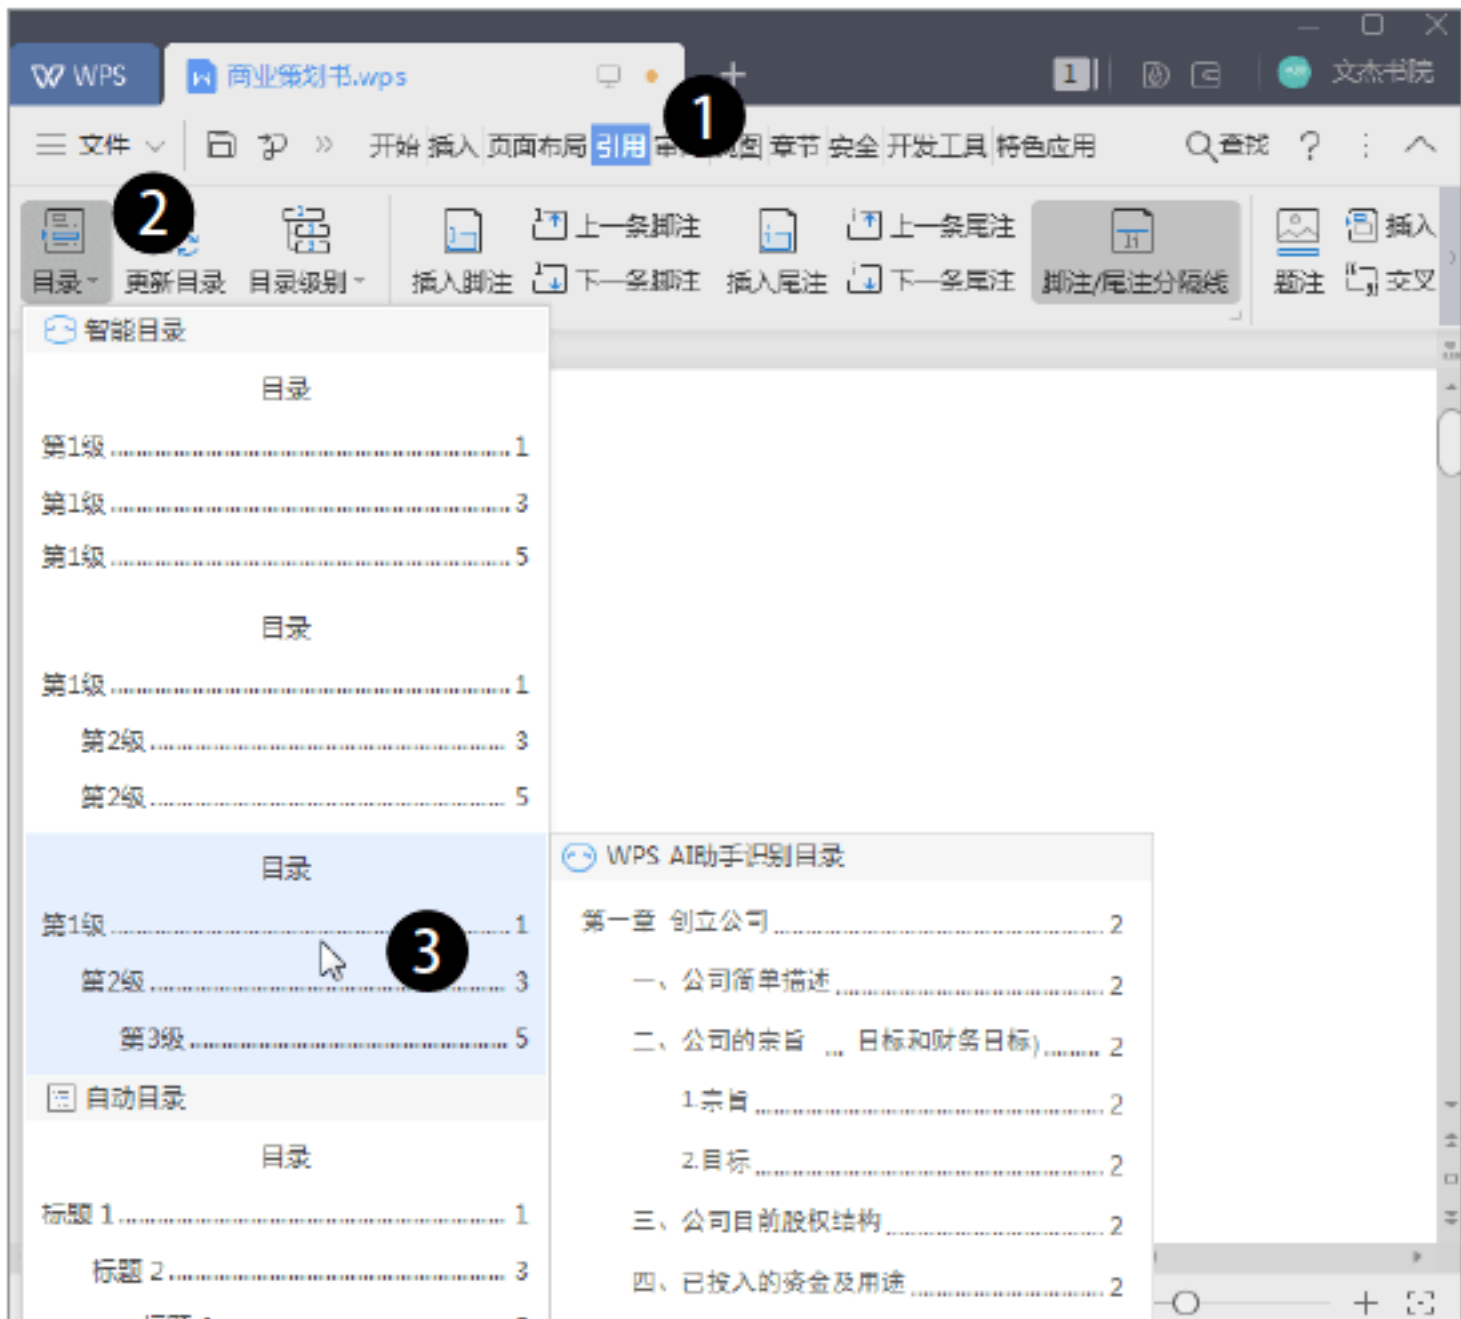 WPS 商业策划书.wps + 1 文杰书院
文件 » 开始 插入 页面布局 引用 图 章节 安全 开发工具 特色应用 查找 ?
1
2
上一条脚注 上一条尾注 插入
目录 更新目录 目录级别 插入脚注 下一条脚注 插入尾注 下一条尾注 脚注/尾注分隔线 题注 交叉
智能目录
目录
第1级 1
第1级 3
第1级 5
目录
第1级 1
第2级 3
第2级 5
目录
第1级 1
第2级 3
第3级 5
3
自动目录
目录
标题 1 1
标题 2 3
WPS AI助手识别目录
第一章 创立公司 2
一、公司简单描述 2
二、公司的宗旨 ... 目标和财务目标) 2
1.宗旨 2
2.目标 2
三、公司目前股权结构 2
四、已投入的资金及用途 2